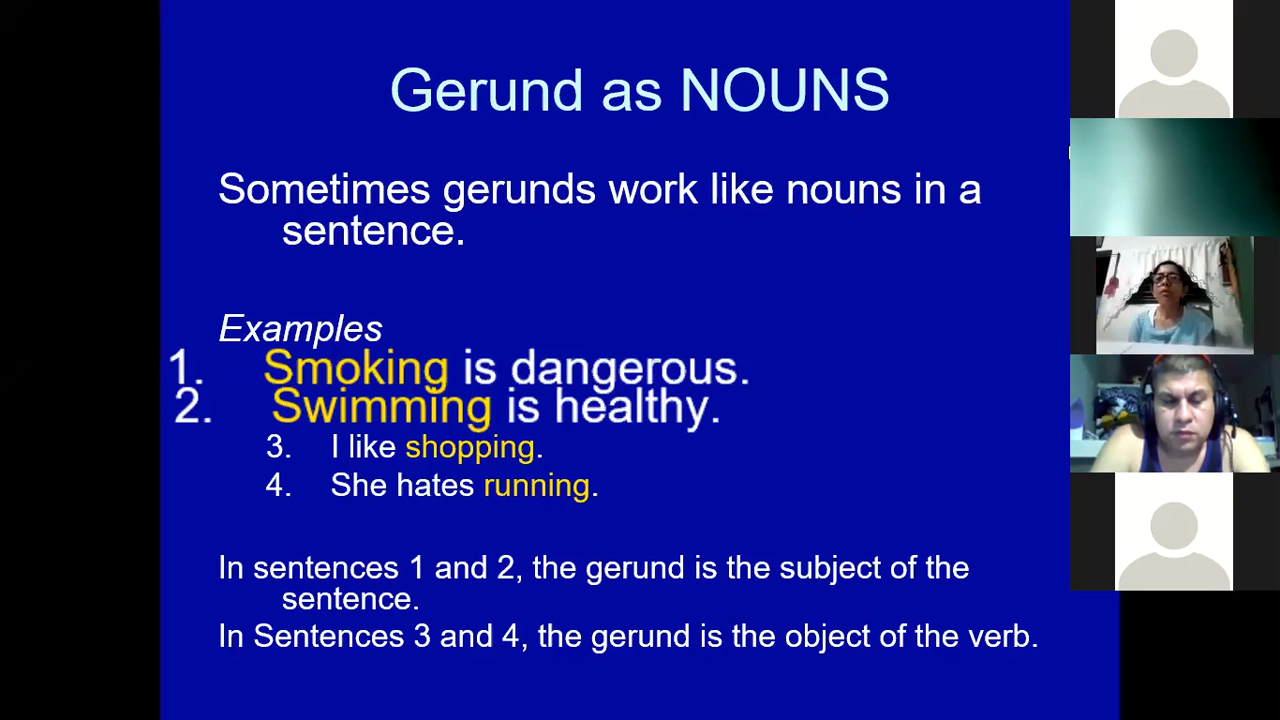 Gerund as NOUNS
Sometimes gerunds work like nouns in a
sentence.
Examples
1. Smoking is dangerous.
2. Swimming is healthy.
3. I like shopping.
4. She hates running.
In sentences 1 and 2, the gerund is the subject of the
sentence.
In Sentences 3 and 4, the gerund is the object of the verb.